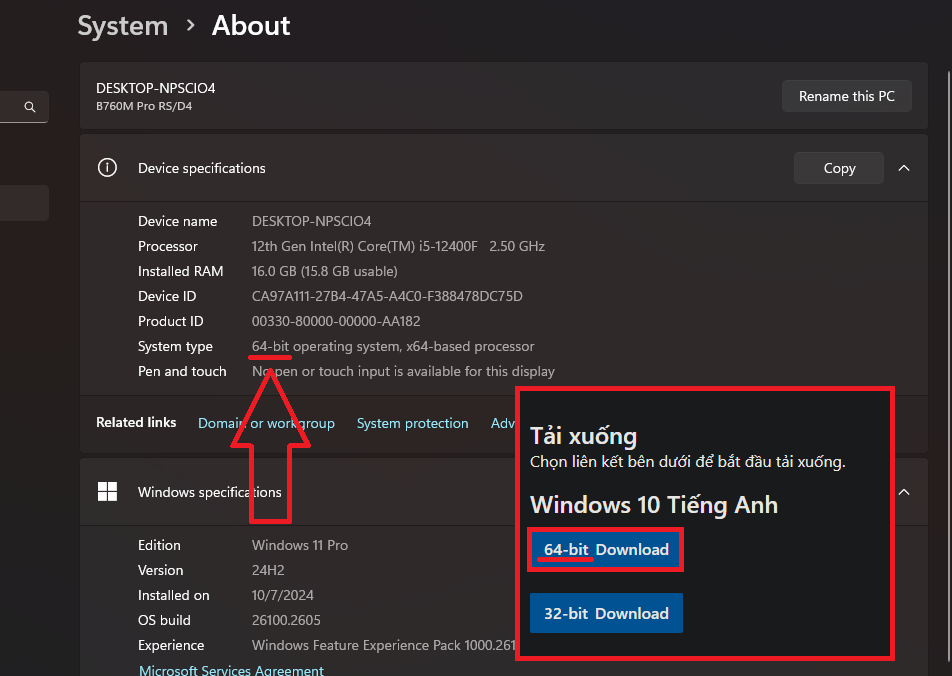 System > About
DESKTOP-NPSCIO4
B760M Pro RS/D4
Rename this PC
Device specifications
Copy
Device name DESKTOP-NPSCIO4
Processor 12th Gen Intel(R) Core(TM) i5-12400F 2.50 GHz
Installed RAM 16.0 GB (15.8 GB usable)
Device ID CA97A111-27B4-47A5-A4C0-F388478DC75D
Product ID 00330-80000-00000-AA182
System type 64-bit operating system, x64-based processor
Pen and touch No pen or touch input is available for this display
Related links Domain or workgroup System protection Adv
Windows specifications
Edition Windows 11 Pro
Version 24H2
Installed on 10/7/2024
OS build 26100.2605
Experience Windows Feature Experience Pack 1000.261
Microsoft Services Agreement
Tải xuống
Chọn liên kết bên dưới để bắt đầu tải xuống.
Windows 10 Tiếng Anh
64-bit Download
32-bit Download